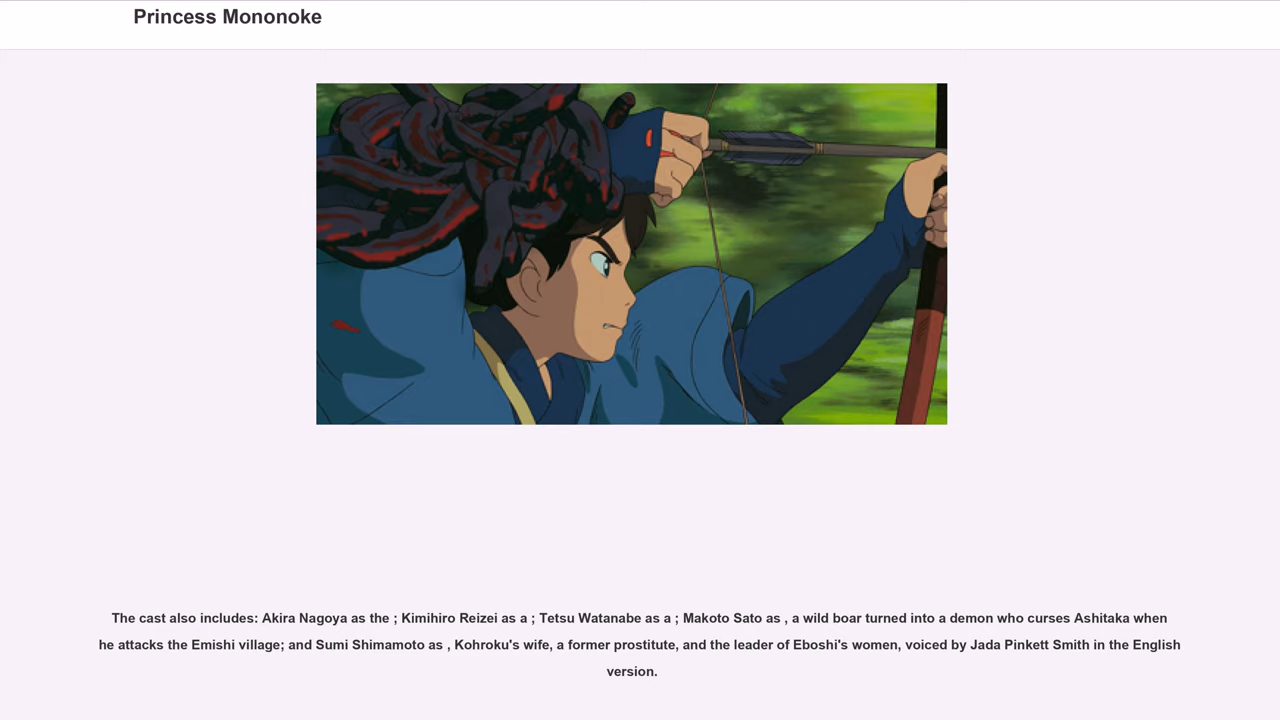 Princess Mononoke
The cast also includes: Akira Nagoya as the ; Kimihiro Reizei as a ; Tetsu Watanabe as a ; Makoto Sato as , a wild boar turned into a demon who curses Ashitaka when
he attacks the Emishi village; and Sumi Shimamoto as , Kohroku's wife, a former prostitute, and the leader of Eboshi's women, voiced by Jada Pinkett Smith in the English
version.